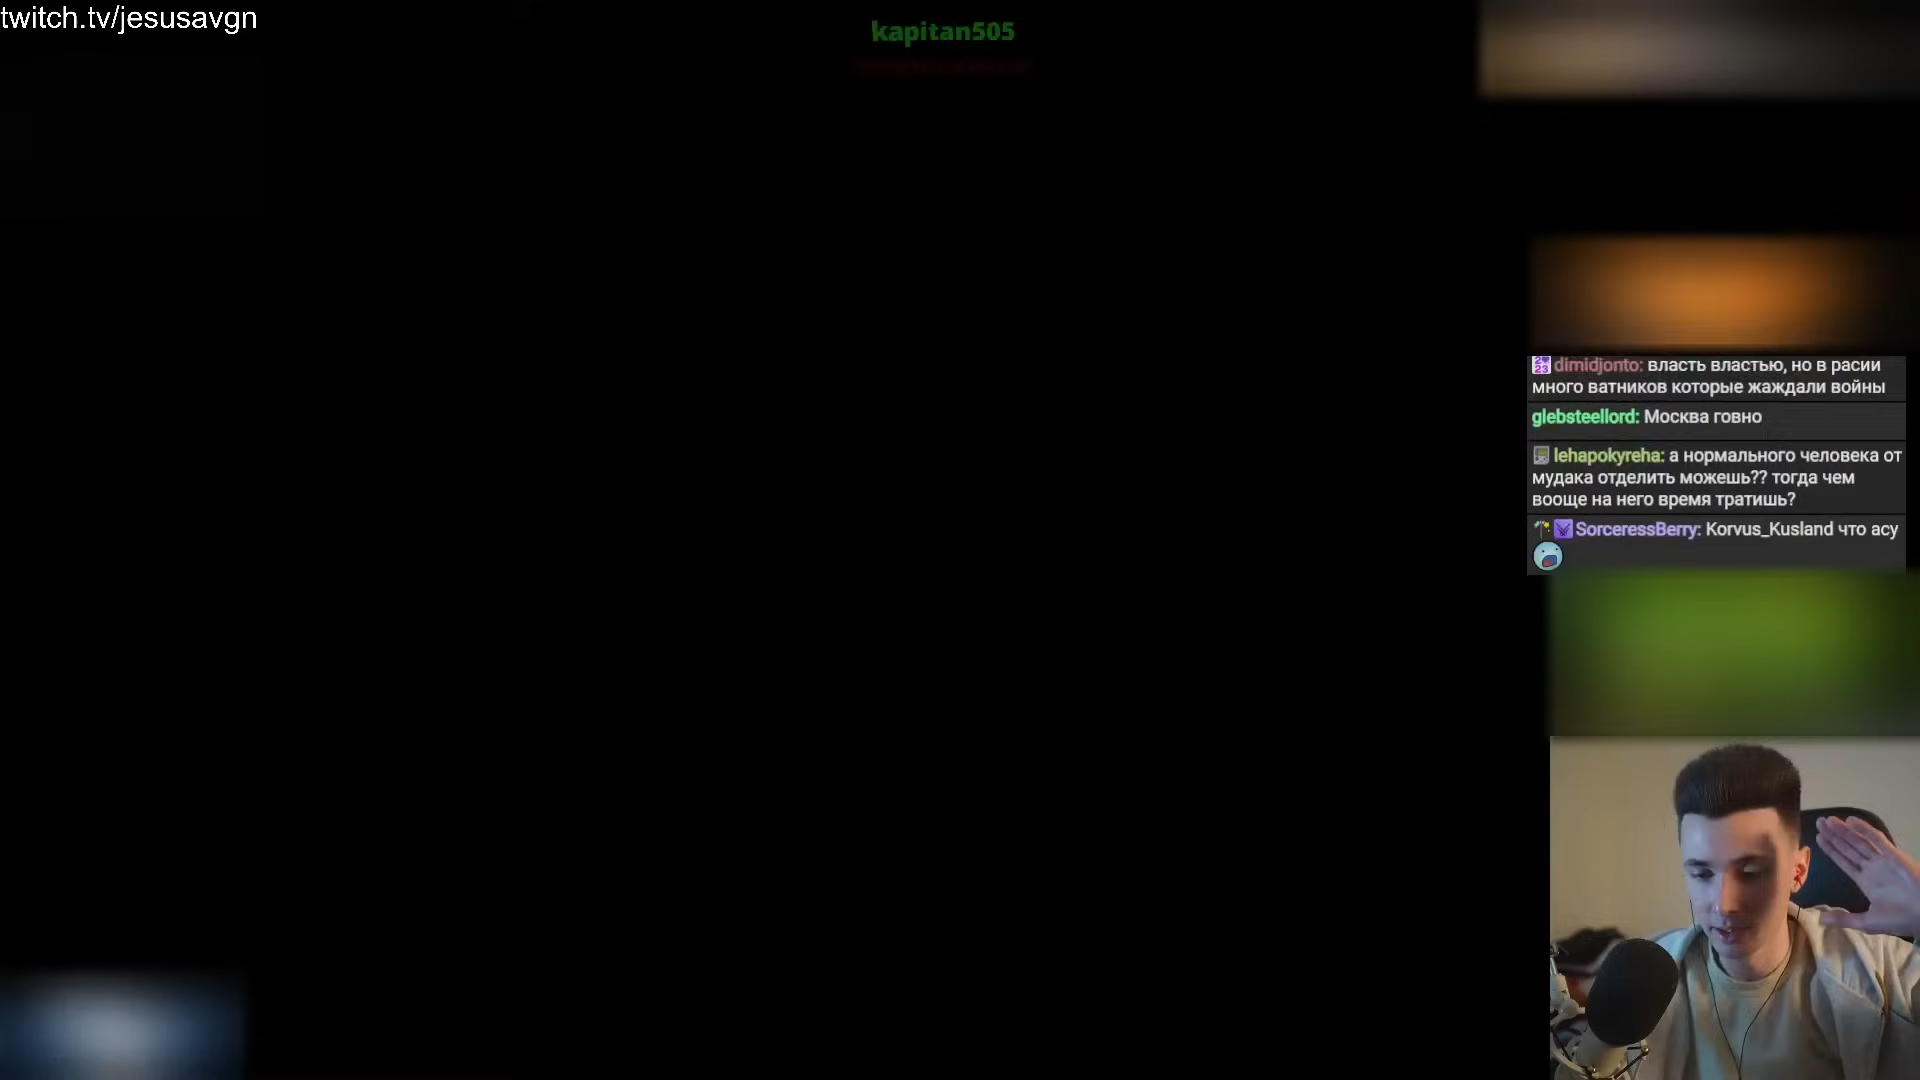 twitch.tv/jesusavgn
kapitan505
dimidjonto: власть властью, но в расии
много ватников которые жаждали войны
glebsteellord: Москва говно
lehapokyreha: а нормального человека от
мудака отделить можешь?? тогда чем
вооще на него время тратишь?
SorceressBerry: Korvus_Kusland что асу